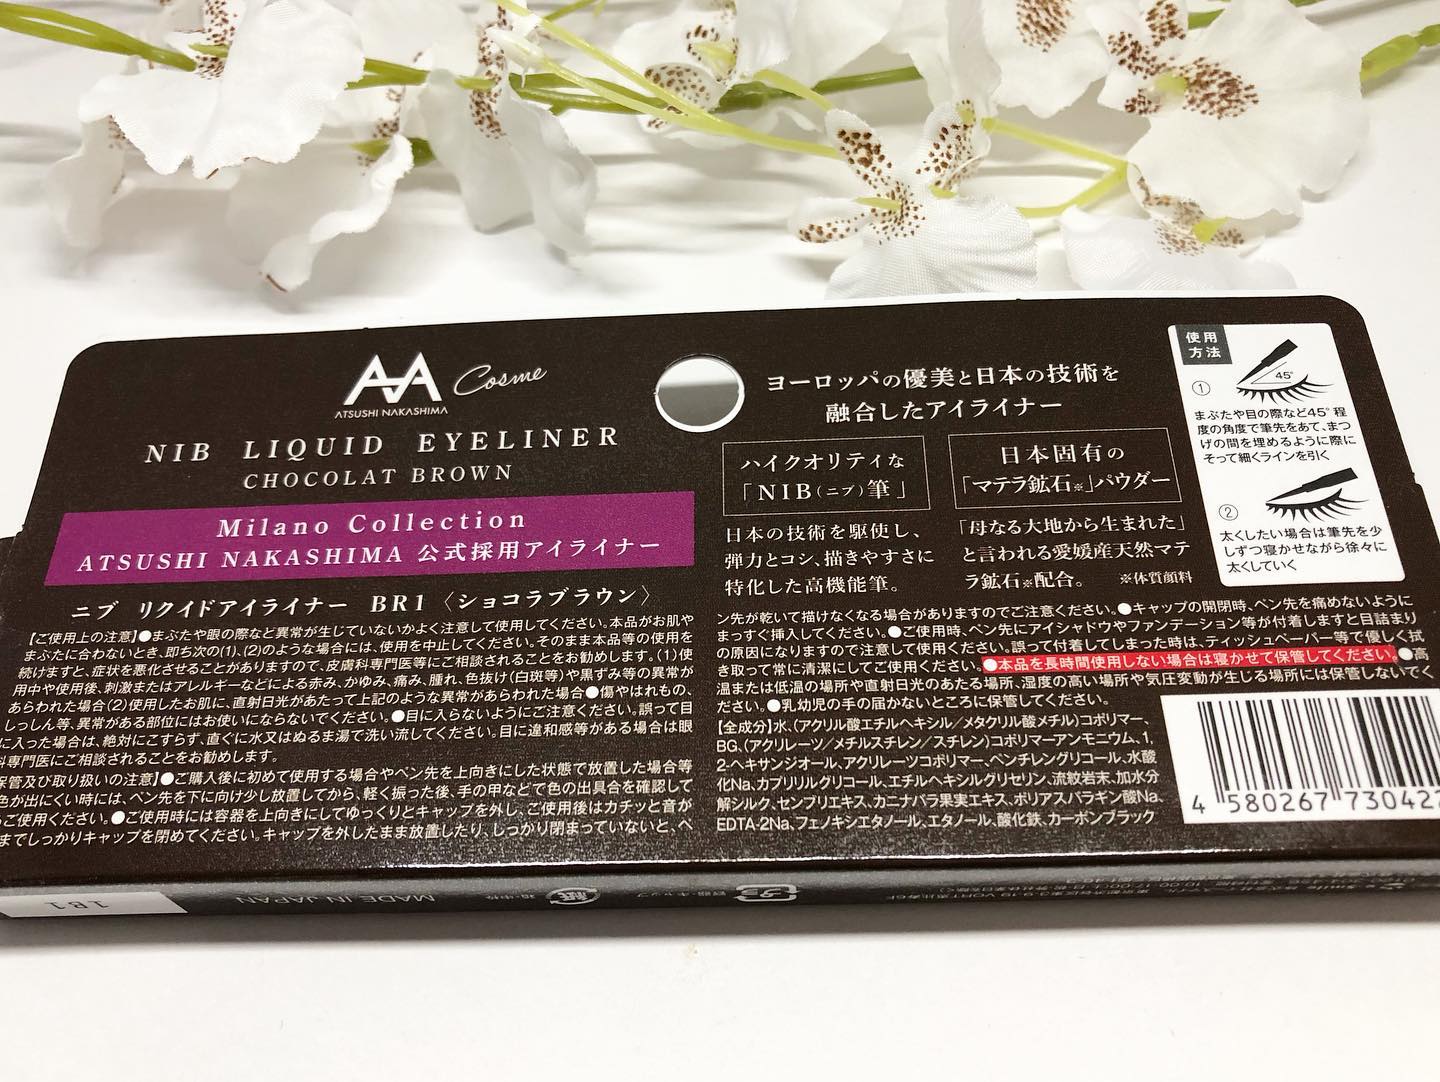 AA Cosme
ATSUSHI NAKASHIMA
NIB LIQUID EYELINER
CHOCOLAT BROWN
Milano Collection
ATSUSHI NAKASHIMA 公式採用アイライナー
ニブ リクイドアイライナー BR1〈ショコラブラウン〉
【ご使用上の注意】●まぶたや眼の際など異常が生じていないかよく注意して使用してください。本品がお肌や
まぶたに合わないとき、即ち次の(1)、(2)のような場合には、使用を中止してください。そのまま本品等の使用を
続けますと、症状を悪化させることがありますので、皮膚科専門医等にご相談されることをお勧めします。(1)使
用中や使用後、刺激またはアレルギーなどによる赤み、かゆみ、痛み、腫れ、色抜け(白斑等)や黒ずみ等の異常が
あらわれた場合(2)使用したお肌に、直射日光があたって上記のような異常があらわれた場合●傷やはれもの、
しっしん等、異常がある部位にはお使いにならないでください。●目に入らないようにご注意ください。誤って目
に入った場合は、絶対にこすらず、直ぐに水又はぬるま湯で洗い流してください。目に違和感等がある場合は眼
科専門医にご相談されることをお勧めします。
保管及び取り扱いの注意】●ご購入後に初めて使用する場合やペン先を上向きにした状態で放置した場合等
色が出にくい時には、ペン先を下に向け少し放置してから、軽く振った後、手の甲などで色の出具合を確認して
ご使用ください。●ご使用時には容器を上向きにしてゆっくりとキャップを外し、ご使用後はカチッと音が
までしっかりキャップを閉めてください。キャップを外したまま放置したり、しっかり閉まっていないと、ペ
ヨーロッパの優美と日本の技術を
融合したアイライナー
ハイクオリティな
「NIB(ニブ)筆」
日本の技術を駆使し、
弾力とコシ、描きやすさに
特化した高機能筆。
日本固有の
「マテラ鉱石※」パウダー
「母なる大地から生まれた」
と言われる愛媛産天然マテ
ラ鉱石※配合。 ※体質顔料
使用
方法
① 45°
まぶたや目の際など45°程
度の角度で筆先をあて、まつ
げの間を埋めるように際に
そって細くラインを引く
②
太くしたい場合は筆先を少
しずつ寝かせながら徐々に
太くしていく
ン先が乾いて描けなくなる場合がありますのでご注意ください。●キャップの開閉時、ペン先を痛めないように
まっすぐ挿入してください。●ご使用時、ペン先にアイシャドウやファンデーション等が付着しますと目詰まり
の原因になりますので注意して使用ください。誤って付着してしまった時は、ティッシュペーパー等で優しく拭
き取って常に清潔にしてご使用ください。●本品を長時間使用しない場合は寝かせて保管してください。●高
温または低温の場所や直射日光のあたる場所、湿度の高い場所や気圧変動が生じる場所には保管しないでく
ださい。●乳幼児の手の届かないところに保管してください。
【全成分】水、(アクリル酸エチルヘキシル/メタクリル酸メチル)コポリマー、
BG、(アクリレーツ/メチルスチレン/スチレン)コポリマーアンモニウム、1,
2-ヘキサンジオール、アクリレーツコポリマー、ペンチレングリコール、水酸
化Na、カプリリルグリコール、エチルヘキシルグリセリン、流紋岩末、加水分
解シルク、センブリエキス、カニナバラ果実エキス、ポリアスパラギン酸Na、
EDTA-2Na、フェノキシエタノール、エタノール、酸化鉄、カーボンブラック
4 580267 730422
1B1
MADE IN JAPAN
紙
プラ